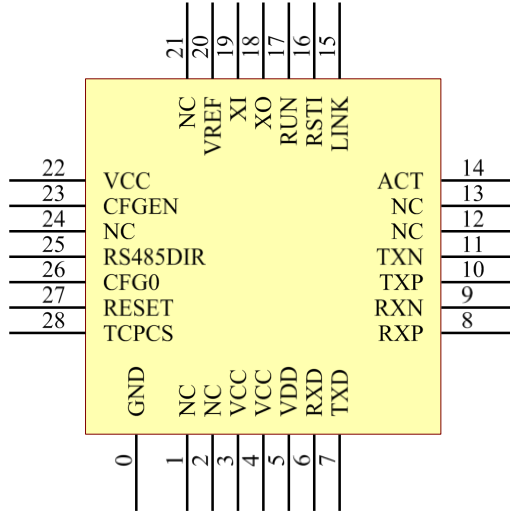 21 20 19 18 17 16 15
NC VREF XI XO RUN RSTI LINK
22 VCC ACT 14
23 CFGEN NC 13
24 NC NC 12
25 RS485DIR TXN 11
26 CFG0 TXP 10
27 RESET RXN 9
28 TCPCS RXP 8
GND NC NC VCC VCC VDD RXD TXD
0 1 2 3 4 5 6 7